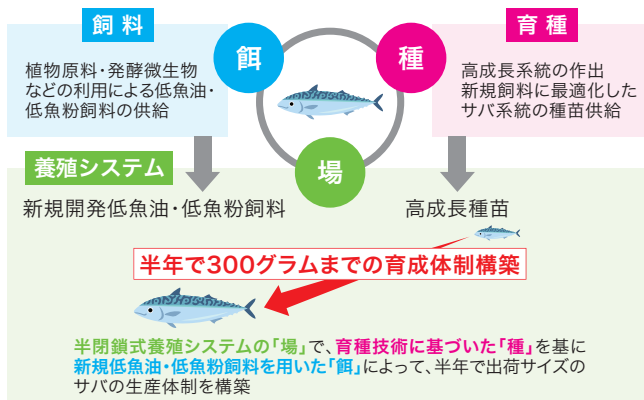 飼料
餌
種
育種
植物原料・発酵微生物
などの利用による低魚油・
低魚粉飼料の供給
高成長系統の作出
新規飼料に最適化した
サバ系統の種苗供給
場
養殖システム
新規開発低魚油・低魚粉飼料
高成長種苗
半年で300グラムまでの育成体制構築
半閉鎖式養殖システムの「場」で、育種技術に基づいた「種」を基に
新規低魚油・低魚粉飼料を用いた「餌」によって、半年で出荷サイズの
サバの生産体制を構築